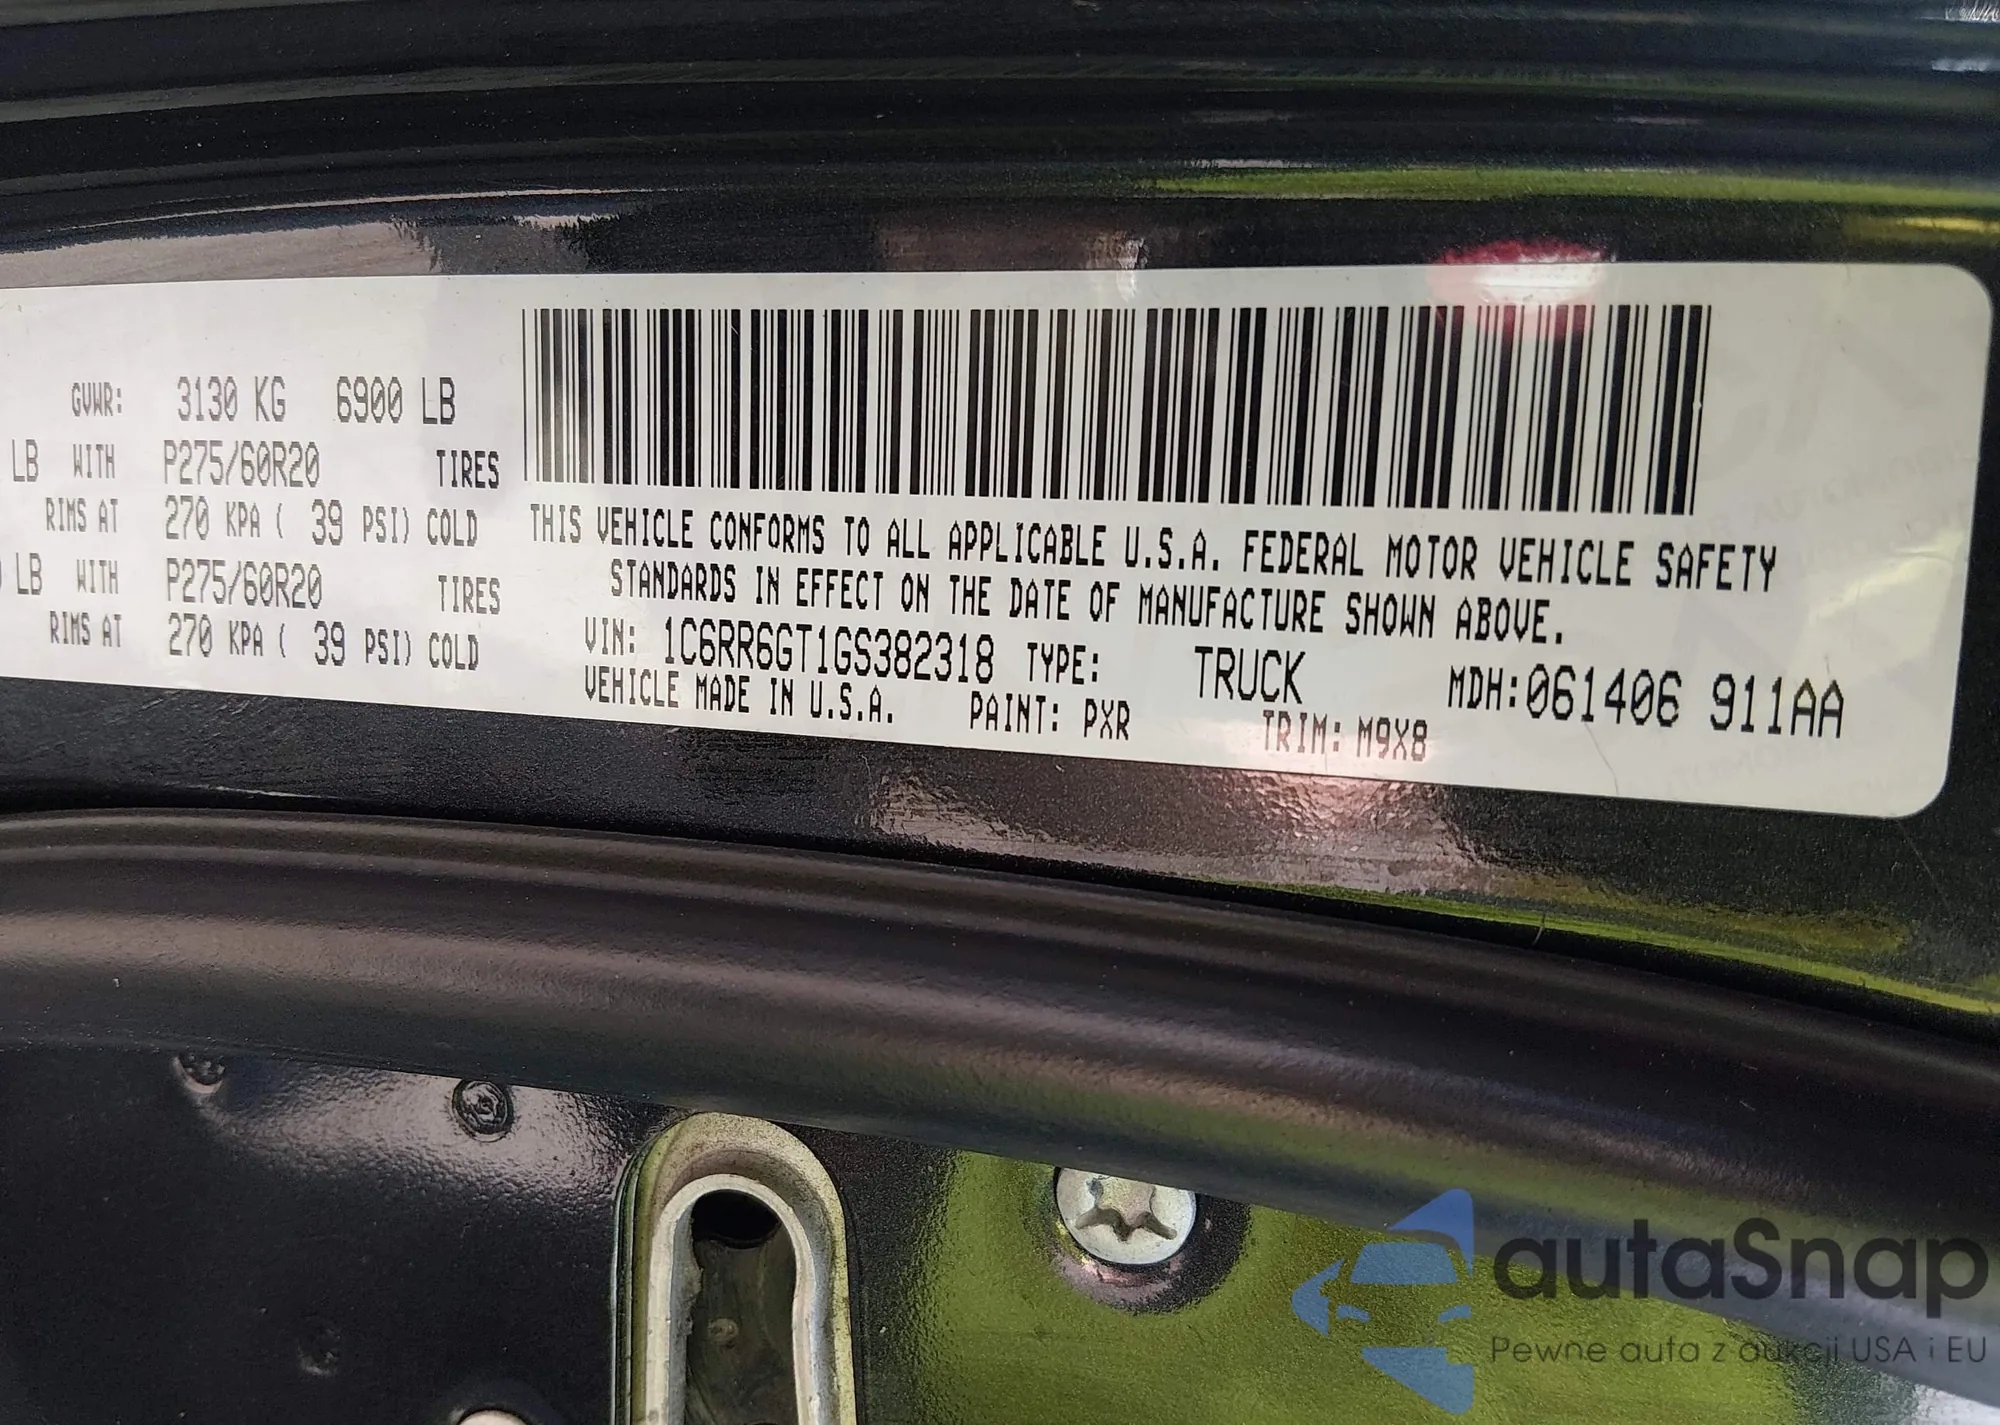 GVWR: 3130 KG 6900 LB
LB WITH P275/60R20 TIRES
RIMS AT 270 KPA ( 39 PSI) COLD
LB WITH P275/60R20 TIRES
RIMS AT 270 KPA ( 39 PSI) COLD
THIS VEHICLE CONFORMS TO ALL APPLICABLE U.S.A. FEDERAL MOTOR VEHICLE SAFETY
STANDARDS IN EFFECT ON THE DATE OF MANUFACTURE SHOWN ABOVE.
VIN: 1C6RR6GT1GS382318 TYPE: TRUCK MDH:061406 911AA
VEHICLE MADE IN U.S.A. PAINT: PXR TRIM: M9X8
autaSnap
Pewne auta z aukcji USA i EU